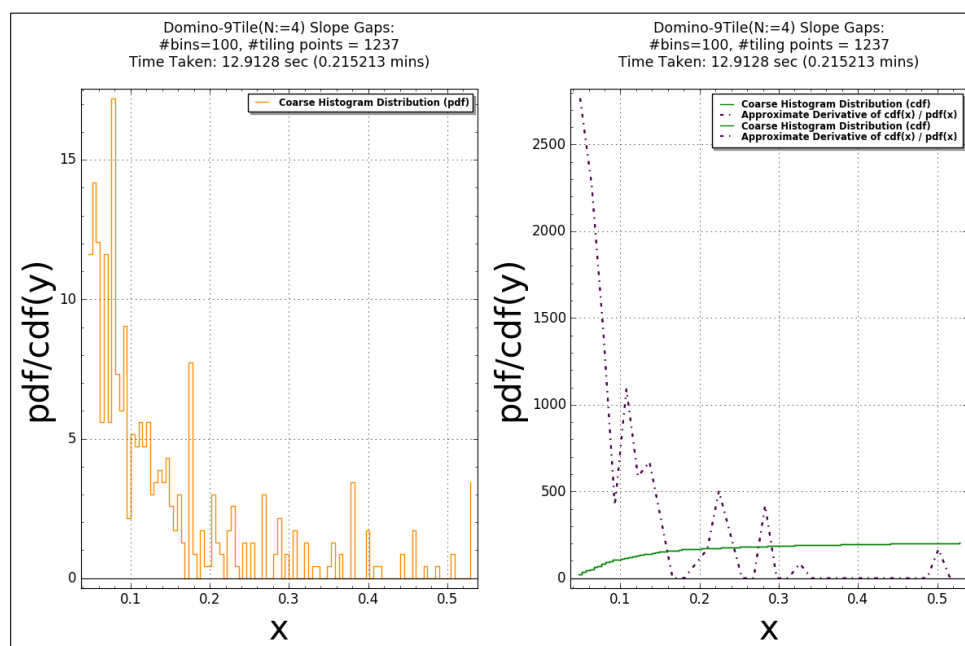 Domino-9Tile(N:=4) Slope Gaps:
#bins=100, #tiling points = 1237
Time Taken: 12.9128 sec (0.215213 mins)
Coarse Histogram Distribution (pdf)
15
10
5
0
0.1
0.2
0.3
0.4
0.5
pdf/cdf(y)
x
Domino-9Tile(N:=4) Slope Gaps:
#bins=100, #tiling points = 1237
Time Taken: 12.9128 sec (0.215213 mins)
Coarse Histogram Distribution (cdf)
Approximate Derivative of cdf(x) / pdf(x)
Coarse Histogram Distribution (cdf)
Approximate Derivative of cdf(x) / pdf(x)
2500
2000
1500
1000
500
0
0.1
0.2
0.3
0.4
0.5
pdf/cdf(y)
x